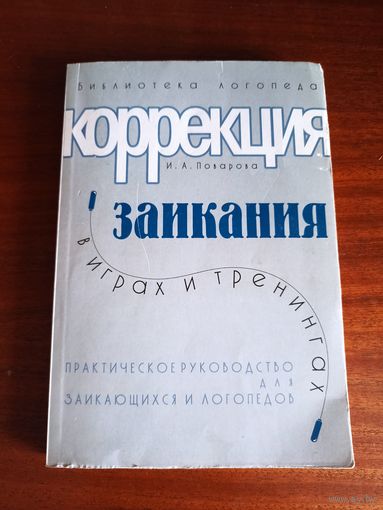 Библиотека логопеда
коррекция
И. А. Поварова
заикания
в играх и тренингах
ПРАКТИЧЕСКОЕ РУКОВОДСТВО
для
ЗАИКАЮЩИХСЯ И ЛОГОПЕДОВ